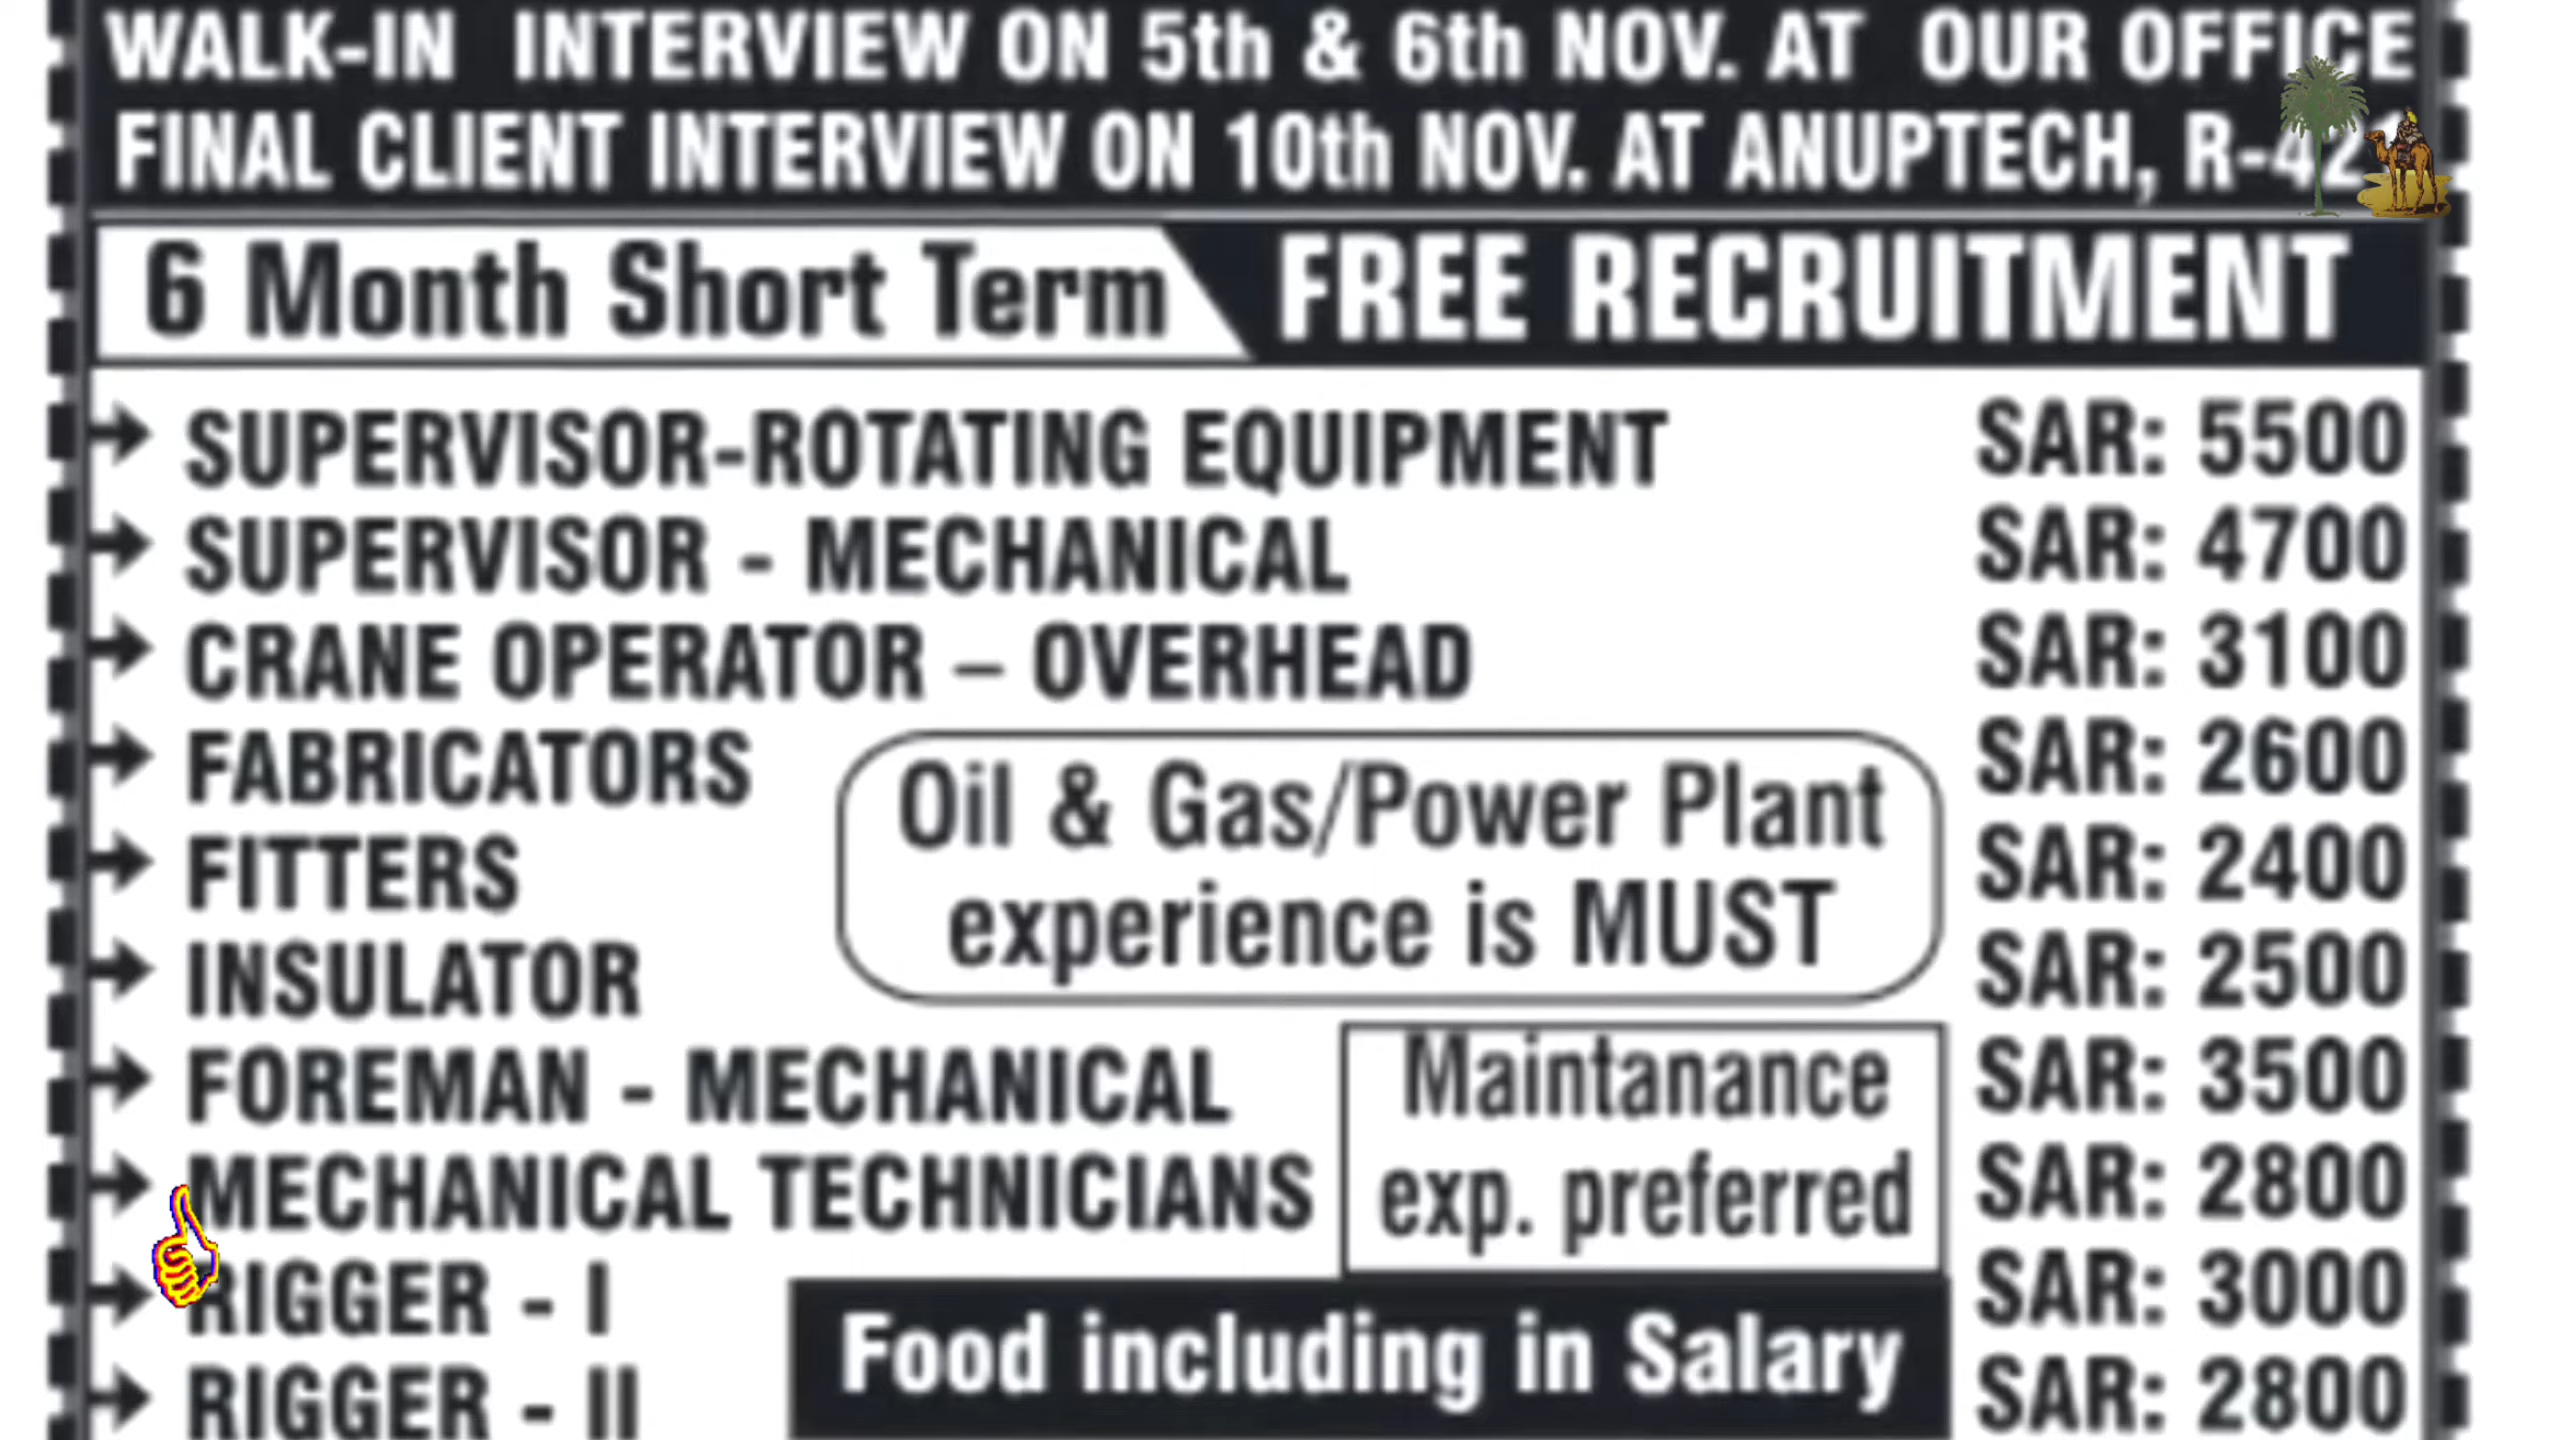 WALK-IN INTERVIEW ON 5th & 6th NOV. AT OUR OFFICE
FINAL CLIENT INTERVIEW ON 10th NOV. AT ANUPTECH,
6 Month Short Term FREE RECRUITMENT
SUPERVISOR-ROTATING EQUIPMENT SAR: 5500
SUPERVISOR - MECHANICAL SAR: 4700
CRANE OPERATOR – OVERHEAD SAR: 3100
FABRICATORS SAR: 2600
Oil & Gas/Power Plant
FITTERS SAR: 2400
experience is MUST
INSULATOR SAR: 2500
FOREMAN - MECHANICAL SAR: 3500
Maintanance
MECHANICAL TECHNICIANS SAR: 2800
exp. preferred
RIGGER - I SAR: 3000
Food including in Salary
RIGGER - II SAR: 2800